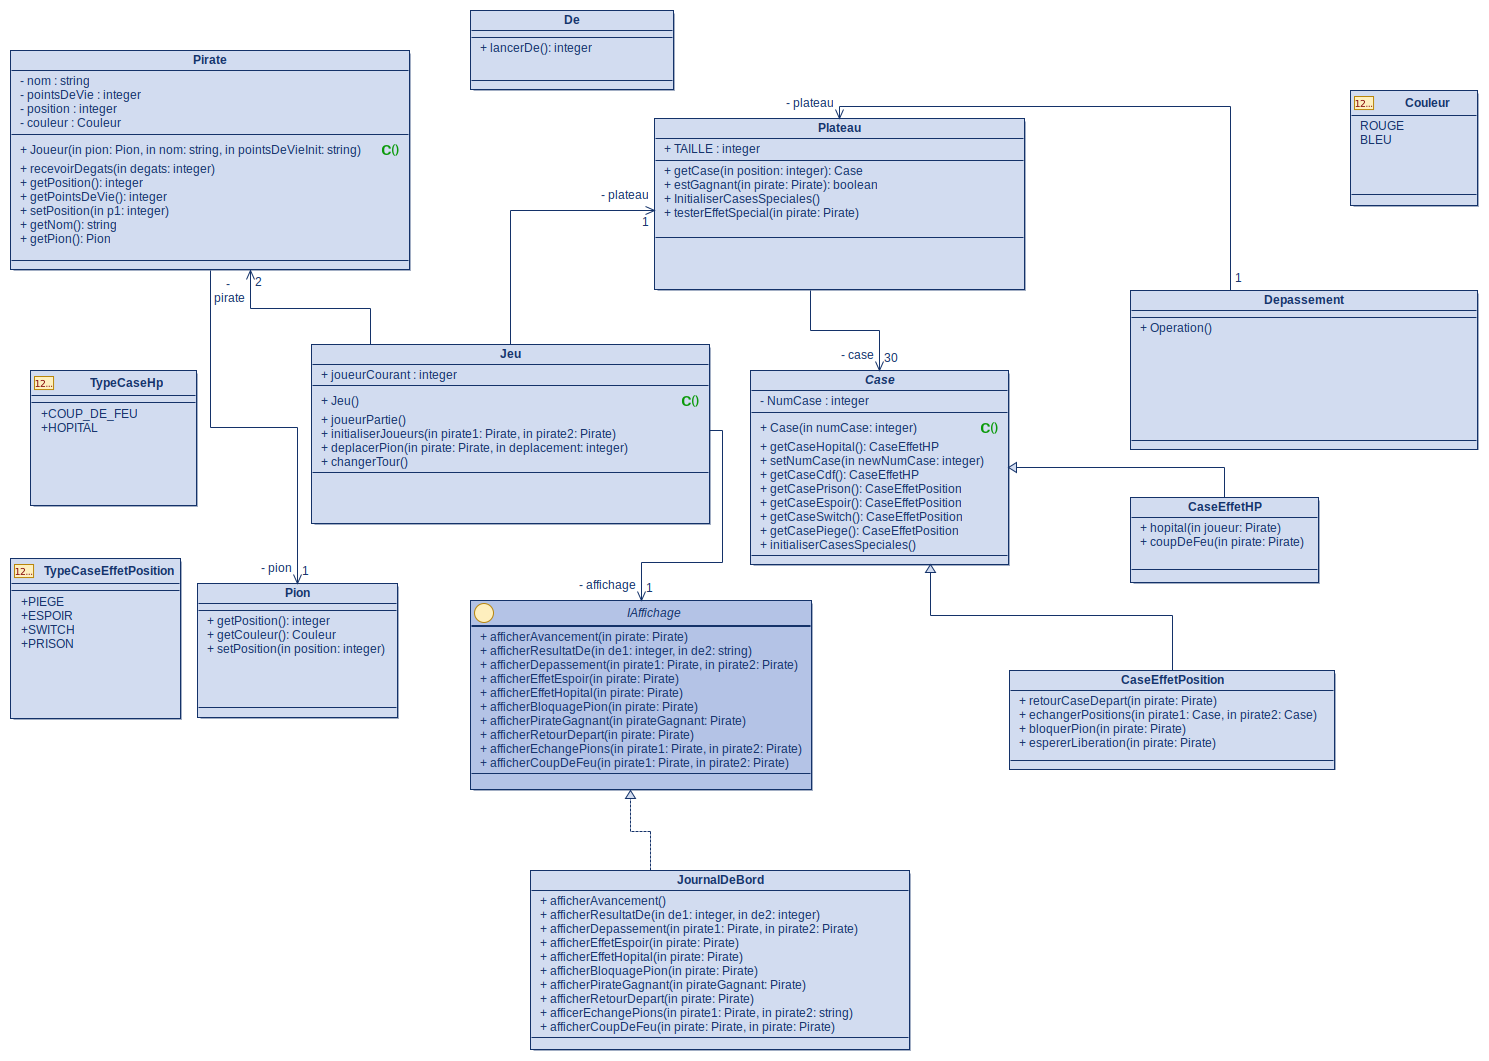 De
+ lancerDe(): integer
Pirate
- nom : string
- pointsDeVie : integer
- position : integer
- couleur : Couleur
+ Joueur(in pion: Pion, in nom: string, in pointsDeVieInit: string) C()
+ recevoirDegats(in degats: integer)
+ getPosition(): integer
+ getPointsDeVie(): integer
+ setPosition(in p1: integer)
+ getNom(): string
+ getPion(): Pion
- plateau
Plateau
+ TAILLE : integer
+ getCase(in position: integer): Case
+ estGagnant(in pirate: Pirate): boolean
+ InitialiserCasesSpeciales()
+ testerEffetSpecial(in pirate: Pirate)
12... Couleur
ROUGE
BLEU
- plateau
1
-
pirate
2
1
Depassement
+ Operation()
Jeu
+ joueurCourant : integer
+ Jeu() C()
+ joueurPartie()
+ initialiserJoueurs(in pirate1: Pirate, in pirate2: Pirate)
+ deplacerPion(in pirate: Pirate, in deplacement: integer)
+ changerTour()
- case
30
Case
- NumCase : integer
+ Case(in numCase: integer) C()
+ getCaseHopital(): CaseEffetHP
+ setNumCase(in newNumCase: integer)
+ getCaseCdf(): CaseEffetHP
+ getCasePrison(): CaseEffetPosition
+ getCaseEspoir(): CaseEffetPosition
+ getCaseSwitch(): CaseEffetPosition
+ getCasePiege(): CaseEffetPosition
+ initialiserCasesSpeciales()
12... TypeCaseHp
+COUP_DE_FEU
+HOPITAL
CaseEffetHP
+ hopital(in joueur: Pirate)
+ coupDeFeu(in pirate: Pirate)
12... TypeCaseEffetPosition
+PIEGE
+ESPOIR
+SWITCH
+PRISON
- pion
1
Pion
+ getPosition(): integer
+ getCouleur(): Couleur
+ setPosition(in position: integer)
- affichage
1
IAffichage
+ afficherAvancement(in pirate: Pirate)
+ afficherResultatDe(in de1: integer, in de2: string)
+ afficherDepassement(in pirate1: Pirate, in pirate2: Pirate)
+ afficherEffetEspoir(in pirate: Pirate)
+ afficherEffetHopital(in pirate: Pirate)
+ afficherBloquagePion(in pirate: Pirate)
+ afficherPirateGagnant(in pirateGagnant: Pirate)
+ afficherRetourDepart(in pirate: Pirate)
+ afficherEchangePions(in pirate1: Pirate, in pirate2: Pirate)
+ afficherCoupDeFeu(in pirate1: Pirate, in pirate2: Pirate)
CaseEffetPosition
+ retourCaseDepart(in pirate: Pirate)
+ echangerPositions(in pirate1: Case, in pirate2: Case)
+ bloquerPion(in pirate: Pirate)
+ espererLiberation(in pirate: Pirate)
JournalDeBord
+ afficherAvancement()
+ afficherResultatDe(in de1: integer, in de2: integer)
+ afficherDepassement(in pirate1: Pirate, in pirate2: Pirate)
+ afficherEffetEspoir(in pirate: Pirate)
+ afficherEffetHopital(in pirate: Pirate)
+ afficherBloquagePion(in pirate: Pirate)
+ afficherPirateGagnant(in pirateGagnant: Pirate)
+ afficherRetourDepart(in pirate: Pirate)
+ afficerEchangePions(in pirate1: Pirate, in pirate2: string)
+ afficherCoupDeFeu(in pirate: Pirate, in pirate: Pirate)